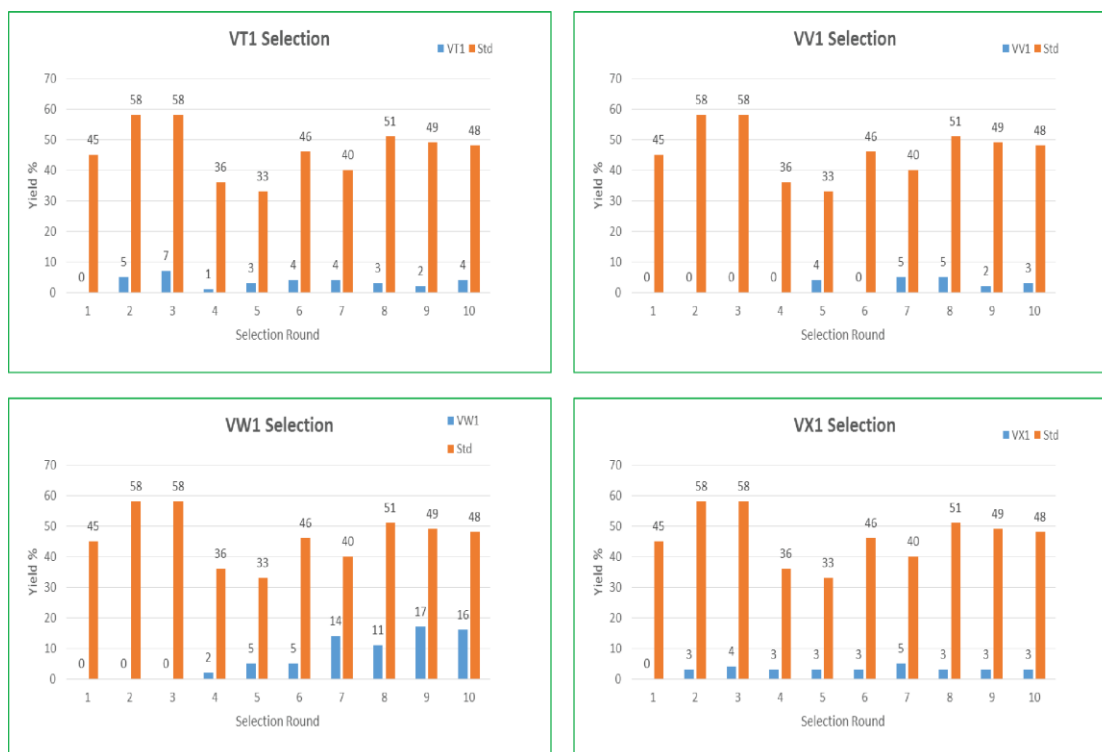 VT1 Selection
VT1 Std
70
60
50
40
30
20
10
0
Yield %
45 58 58 36 33 46 40 51 49 48
0 5 7 1 3 4 4 3 2 4
1 2 3 4 5 6 7 8 9 10
Selection Round
VV1 Selection
VV1 Std
70
60
50
40
30
20
10
0
Yield %
45 58 58 36 33 46 40 51 49 48
0 0 0 0 4 0 5 5 2 3
1 2 3 4 5 6 7 8 9 10
Selection Round
VW1 Selection
VW1
Std
70
60
50
40
30
20
10
0
Yield %
45 58 58 36 33 46 40 51 49 48
0 0 0 2 5 5 14 11 17 16
1 2 3 4 5 6 7 8 9 10
Selection Round
VX1 Selection
VX1 Std
70
60
50
40
30
20
10
0
Yield %
45 58 58 36 33 46 40 51 49 48
0 3 4 3 3 3 5 3 3 3
1 2 3 4 5 6 7 8 9 10
Selection Round